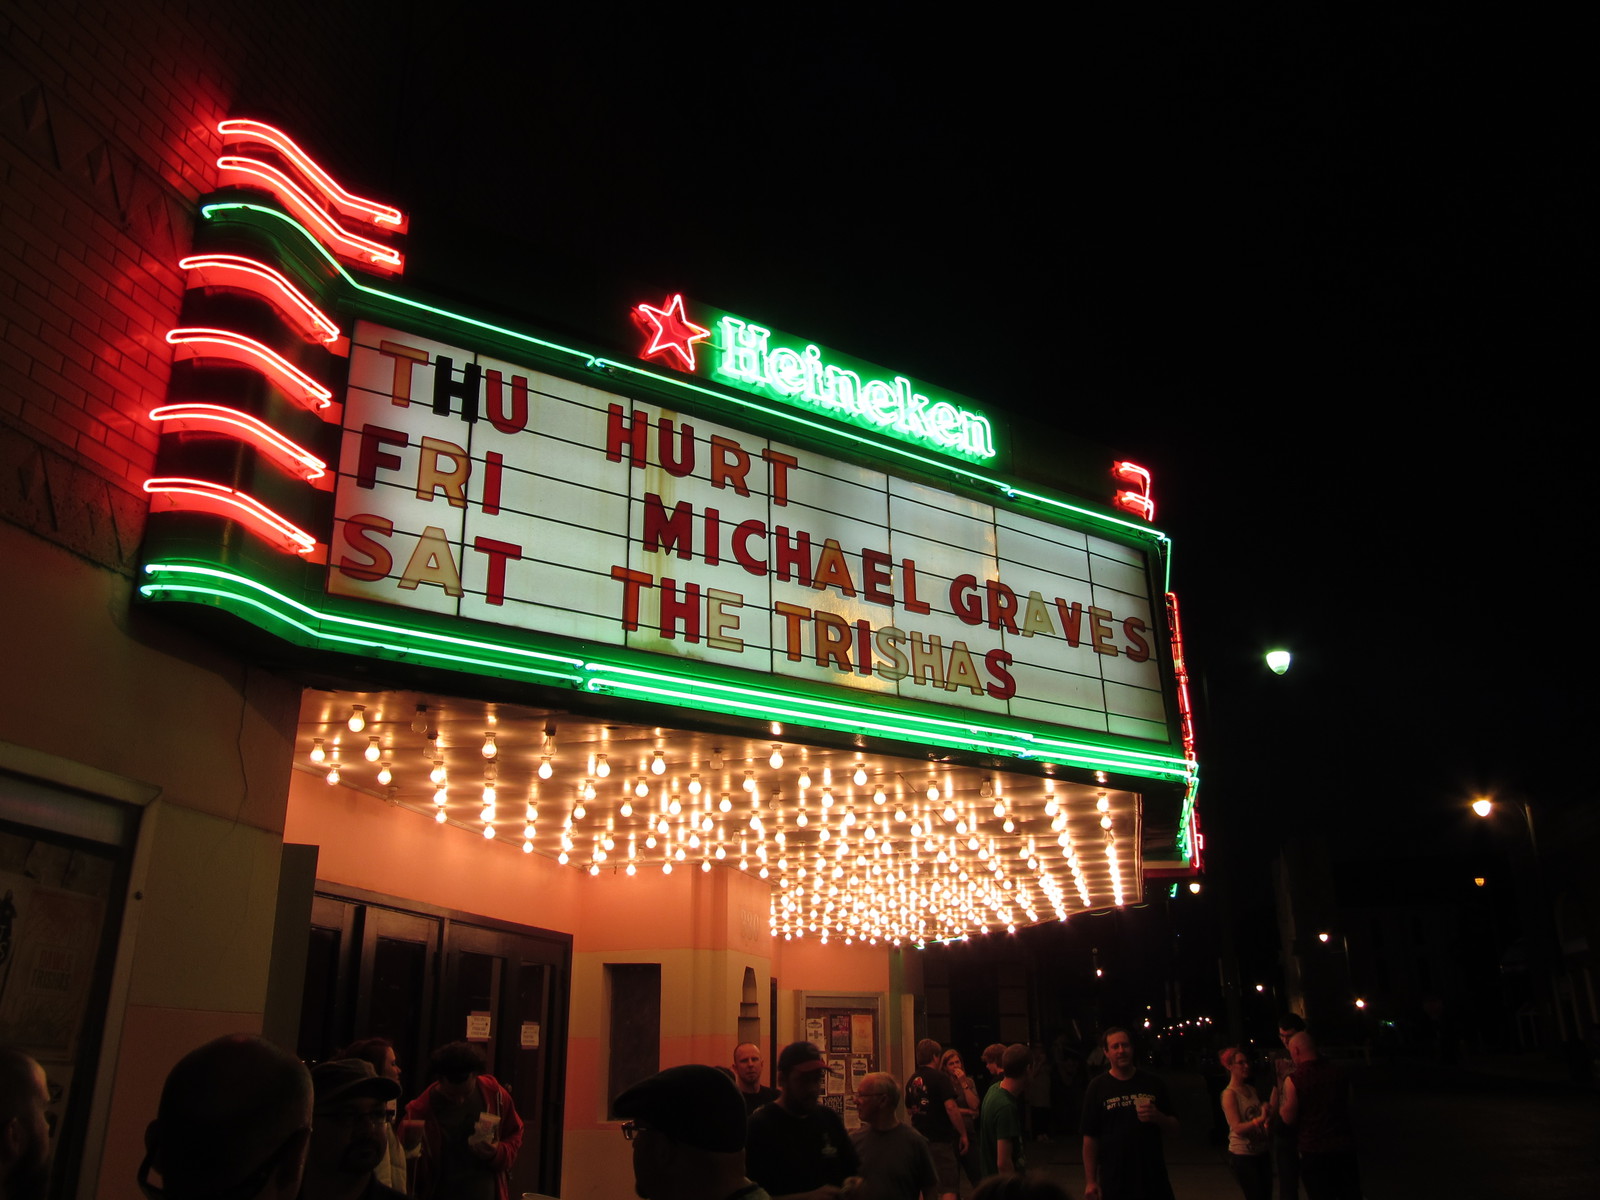 Heineken
THU HURT
FRI MICHAEL GRAVES
SAT THE TRISHAS